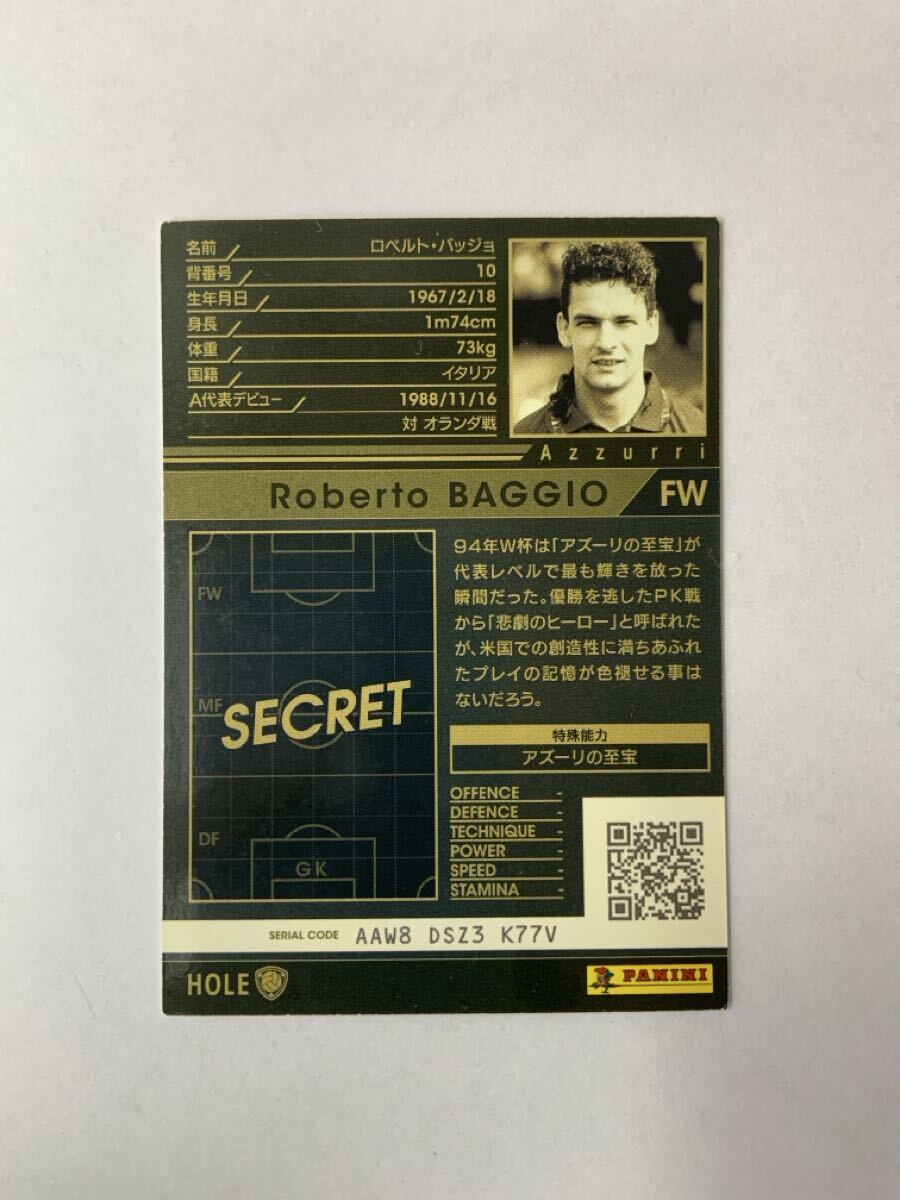 名前 ロベルト・バッジョ
背番号 10
生年月日 1967/2/18
身長 1m74cm
体重 73kg
国籍 イタリア
A代表デビュー 1988/11/16
対 オランダ戦
Azzurri
Roberto BAGGIO FW
FW
MF
SECRET
DF
GK
94年W杯は「アズーリの至宝」が
代表レベルで最も輝きを放った
瞬間だった。優勝を逃したPK戦
から「悲劇のヒーロー」と呼ばれた
が、米国での創造性に満ちあふれ
たプレイの記憶が色褪せる事は
ないだろう。
特殊能力
アズーリの至宝
OFFENCE -
DEFENCE -
TECHNIQUE -
POWER -
SPEED -
STAMINA -
SERIAL CODE AAW8 DSZ3 K77V
HOLE
PANINI